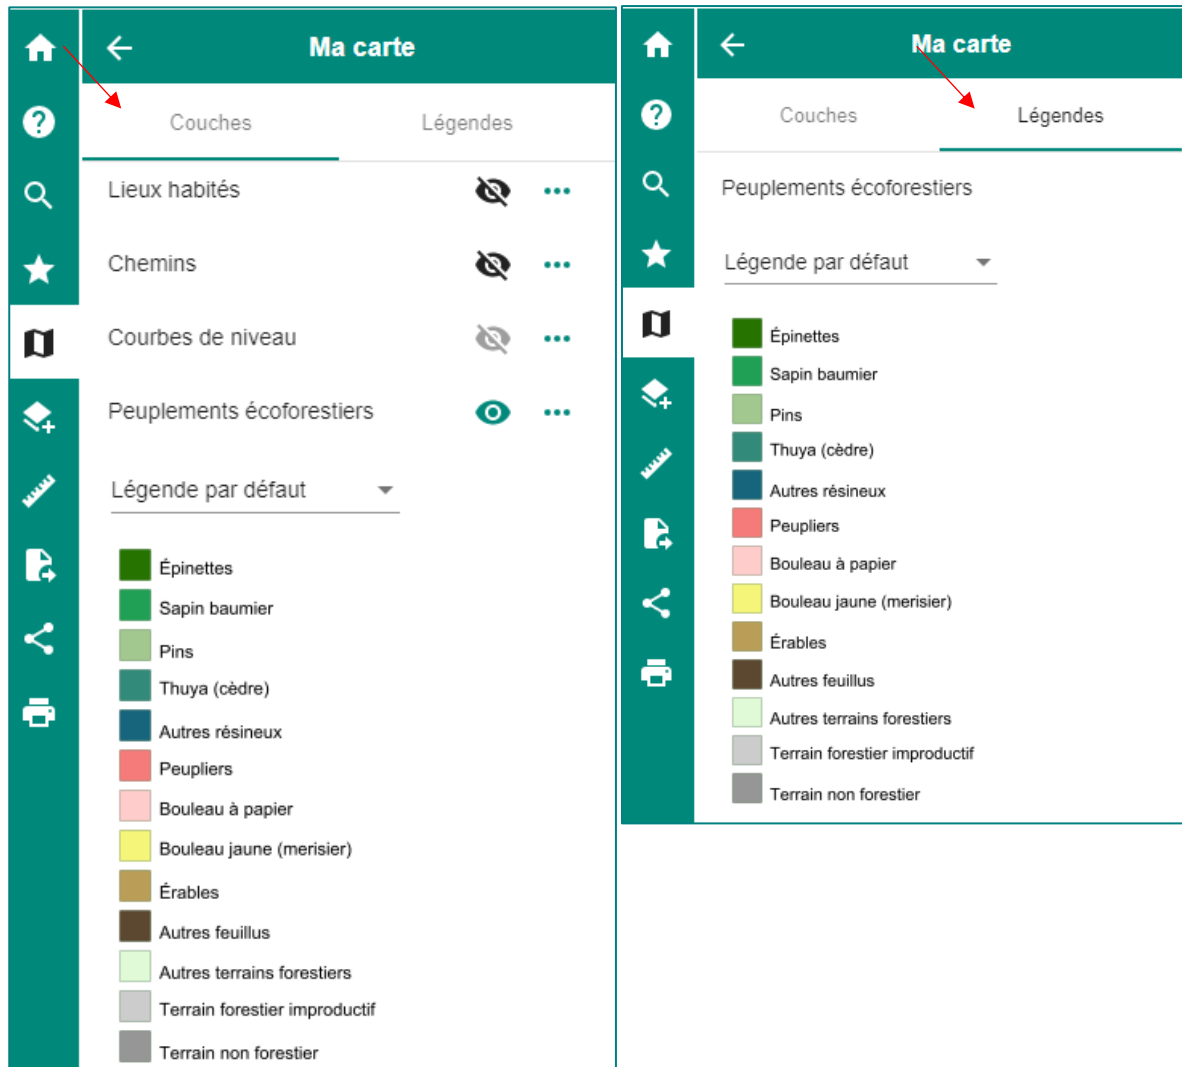 Ma carte
Couches Légendes
Lieux habités
Chemins
Courbes de niveau
Peuplements écoforestiers
Légende par défaut
Épinettes
Sapin baumier
Pins
Thuya (cèdre)
Autres résineux
Peupliers
Bouleau à papier
Bouleau jaune (merisier)
Érables
Autres feuillus
Autres terrains forestiers
Terrain forestier improductif
Terrain non forestier
Ma carte
Couches Légendes
Peuplements écoforestiers
Légende par défaut
Épinettes
Sapin baumier
Pins
Thuya (cèdre)
Autres résineux
Peupliers
Bouleau à papier
Bouleau jaune (merisier)
Érables
Autres feuillus
Autres terrains forestiers
Terrain forestier improductif
Terrain non forestier